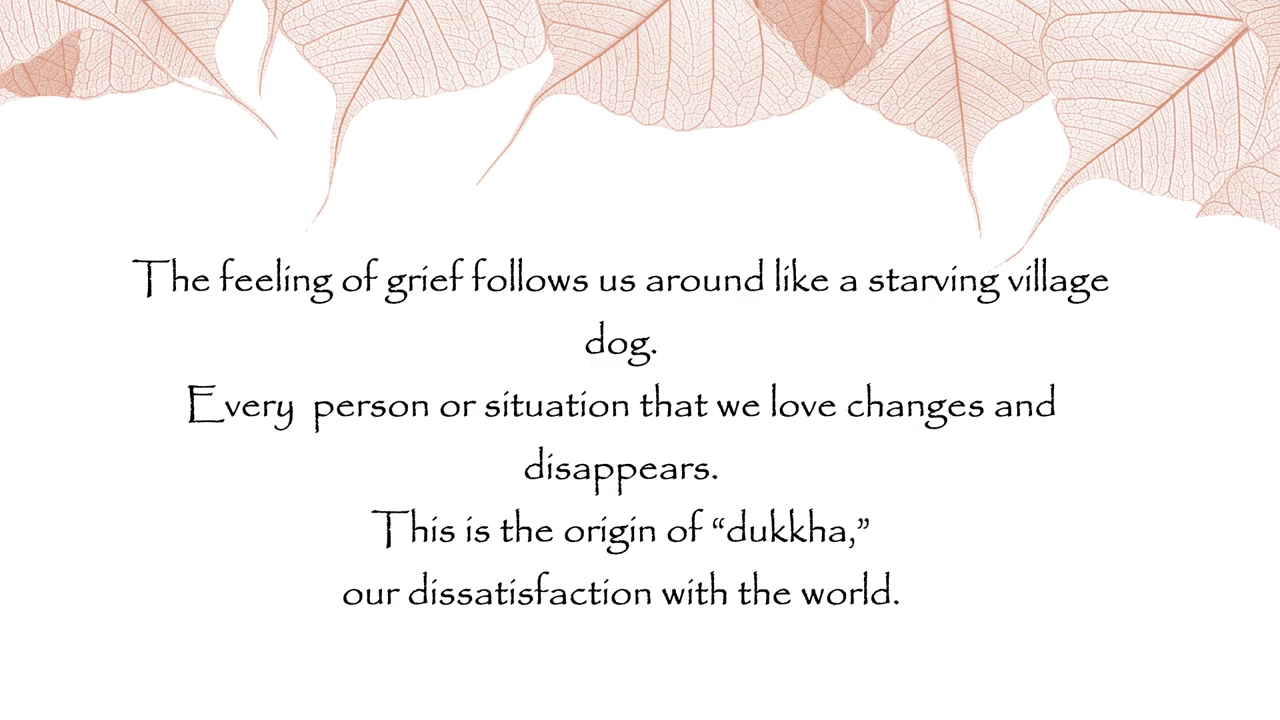 The feeling of grief follows us around like a starving village
dog.
Every  person or situation that we love changes and
disappears.
This is the origin of “dukkha,”
our dissatisfaction with the world.